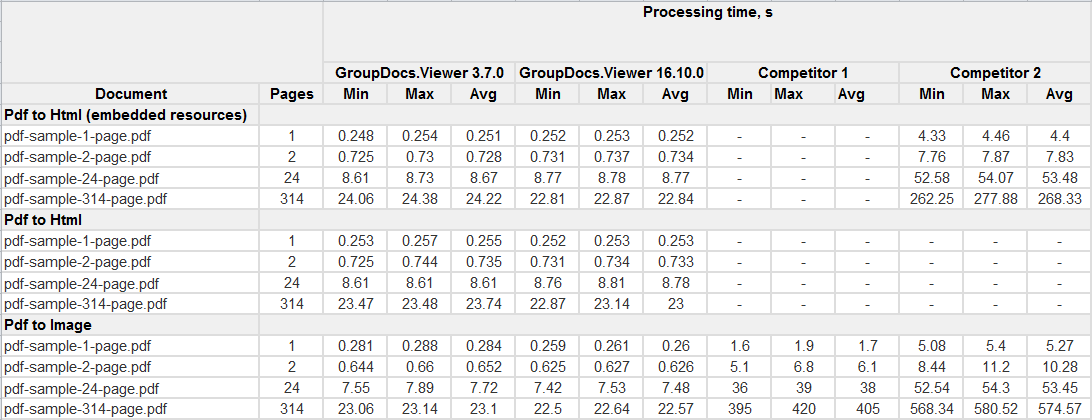 Processing time, s
GroupDocs.Viewer 3.7.0 GroupDocs.Viewer 16.10.0 Competitor 1 Competitor 2
Document Pages Min Max Avg Min Max Avg Min Max Avg Min Max Avg
Pdf to Html (embedded resources)
pdf-sample-1-page.pdf 1 0.248 0.254 0.251 0.252 0.253 0.252 - - - 4.33 4.46 4.4
pdf-sample-2-page.pdf 2 0.725 0.73 0.728 0.731 0.737 0.734 - - - 7.76 7.87 7.83
pdf-sample-24-page.pdf 24 8.61 8.73 8.67 8.77 8.78 8.77 - - - 52.58 54.07 53.48
pdf-sample-314-page.pdf 314 24.06 24.38 24.22 22.81 22.87 22.84 - - - 262.25 277.88 268.33
Pdf to Html
pdf-sample-1-page.pdf 1 0.253 0.257 0.255 0.252 0.253 0.253 - - - - - -
pdf-sample-2-page.pdf 2 0.725 0.744 0.735 0.731 0.734 0.733 - - - - - -
pdf-sample-24-page.pdf 24 8.61 8.61 8.61 8.76 8.81 8.78 - - - - - -
pdf-sample-314-page.pdf 314 23.47 23.48 23.74 22.87 23.14 23 - - - - - -
Pdf to Image
pdf-sample-1-page.pdf 1 0.281 0.288 0.284 0.259 0.261 0.26 1.6 1.9 1.7 5.08 5.4 5.27
pdf-sample-2-page.pdf 2 0.644 0.66 0.652 0.625 0.627 0.626 5.1 6.8 6.1 8.44 11.2 10.28
pdf-sample-24-page.pdf 24 7.55 7.89 7.72 7.42 7.53 7.48 36 39 38 52.54 54.3 53.45
pdf-sample-314-page.pdf 314 23.06 23.14 23.1 22.5 22.64 22.57 395 420 405 568.34 580.52 574.57